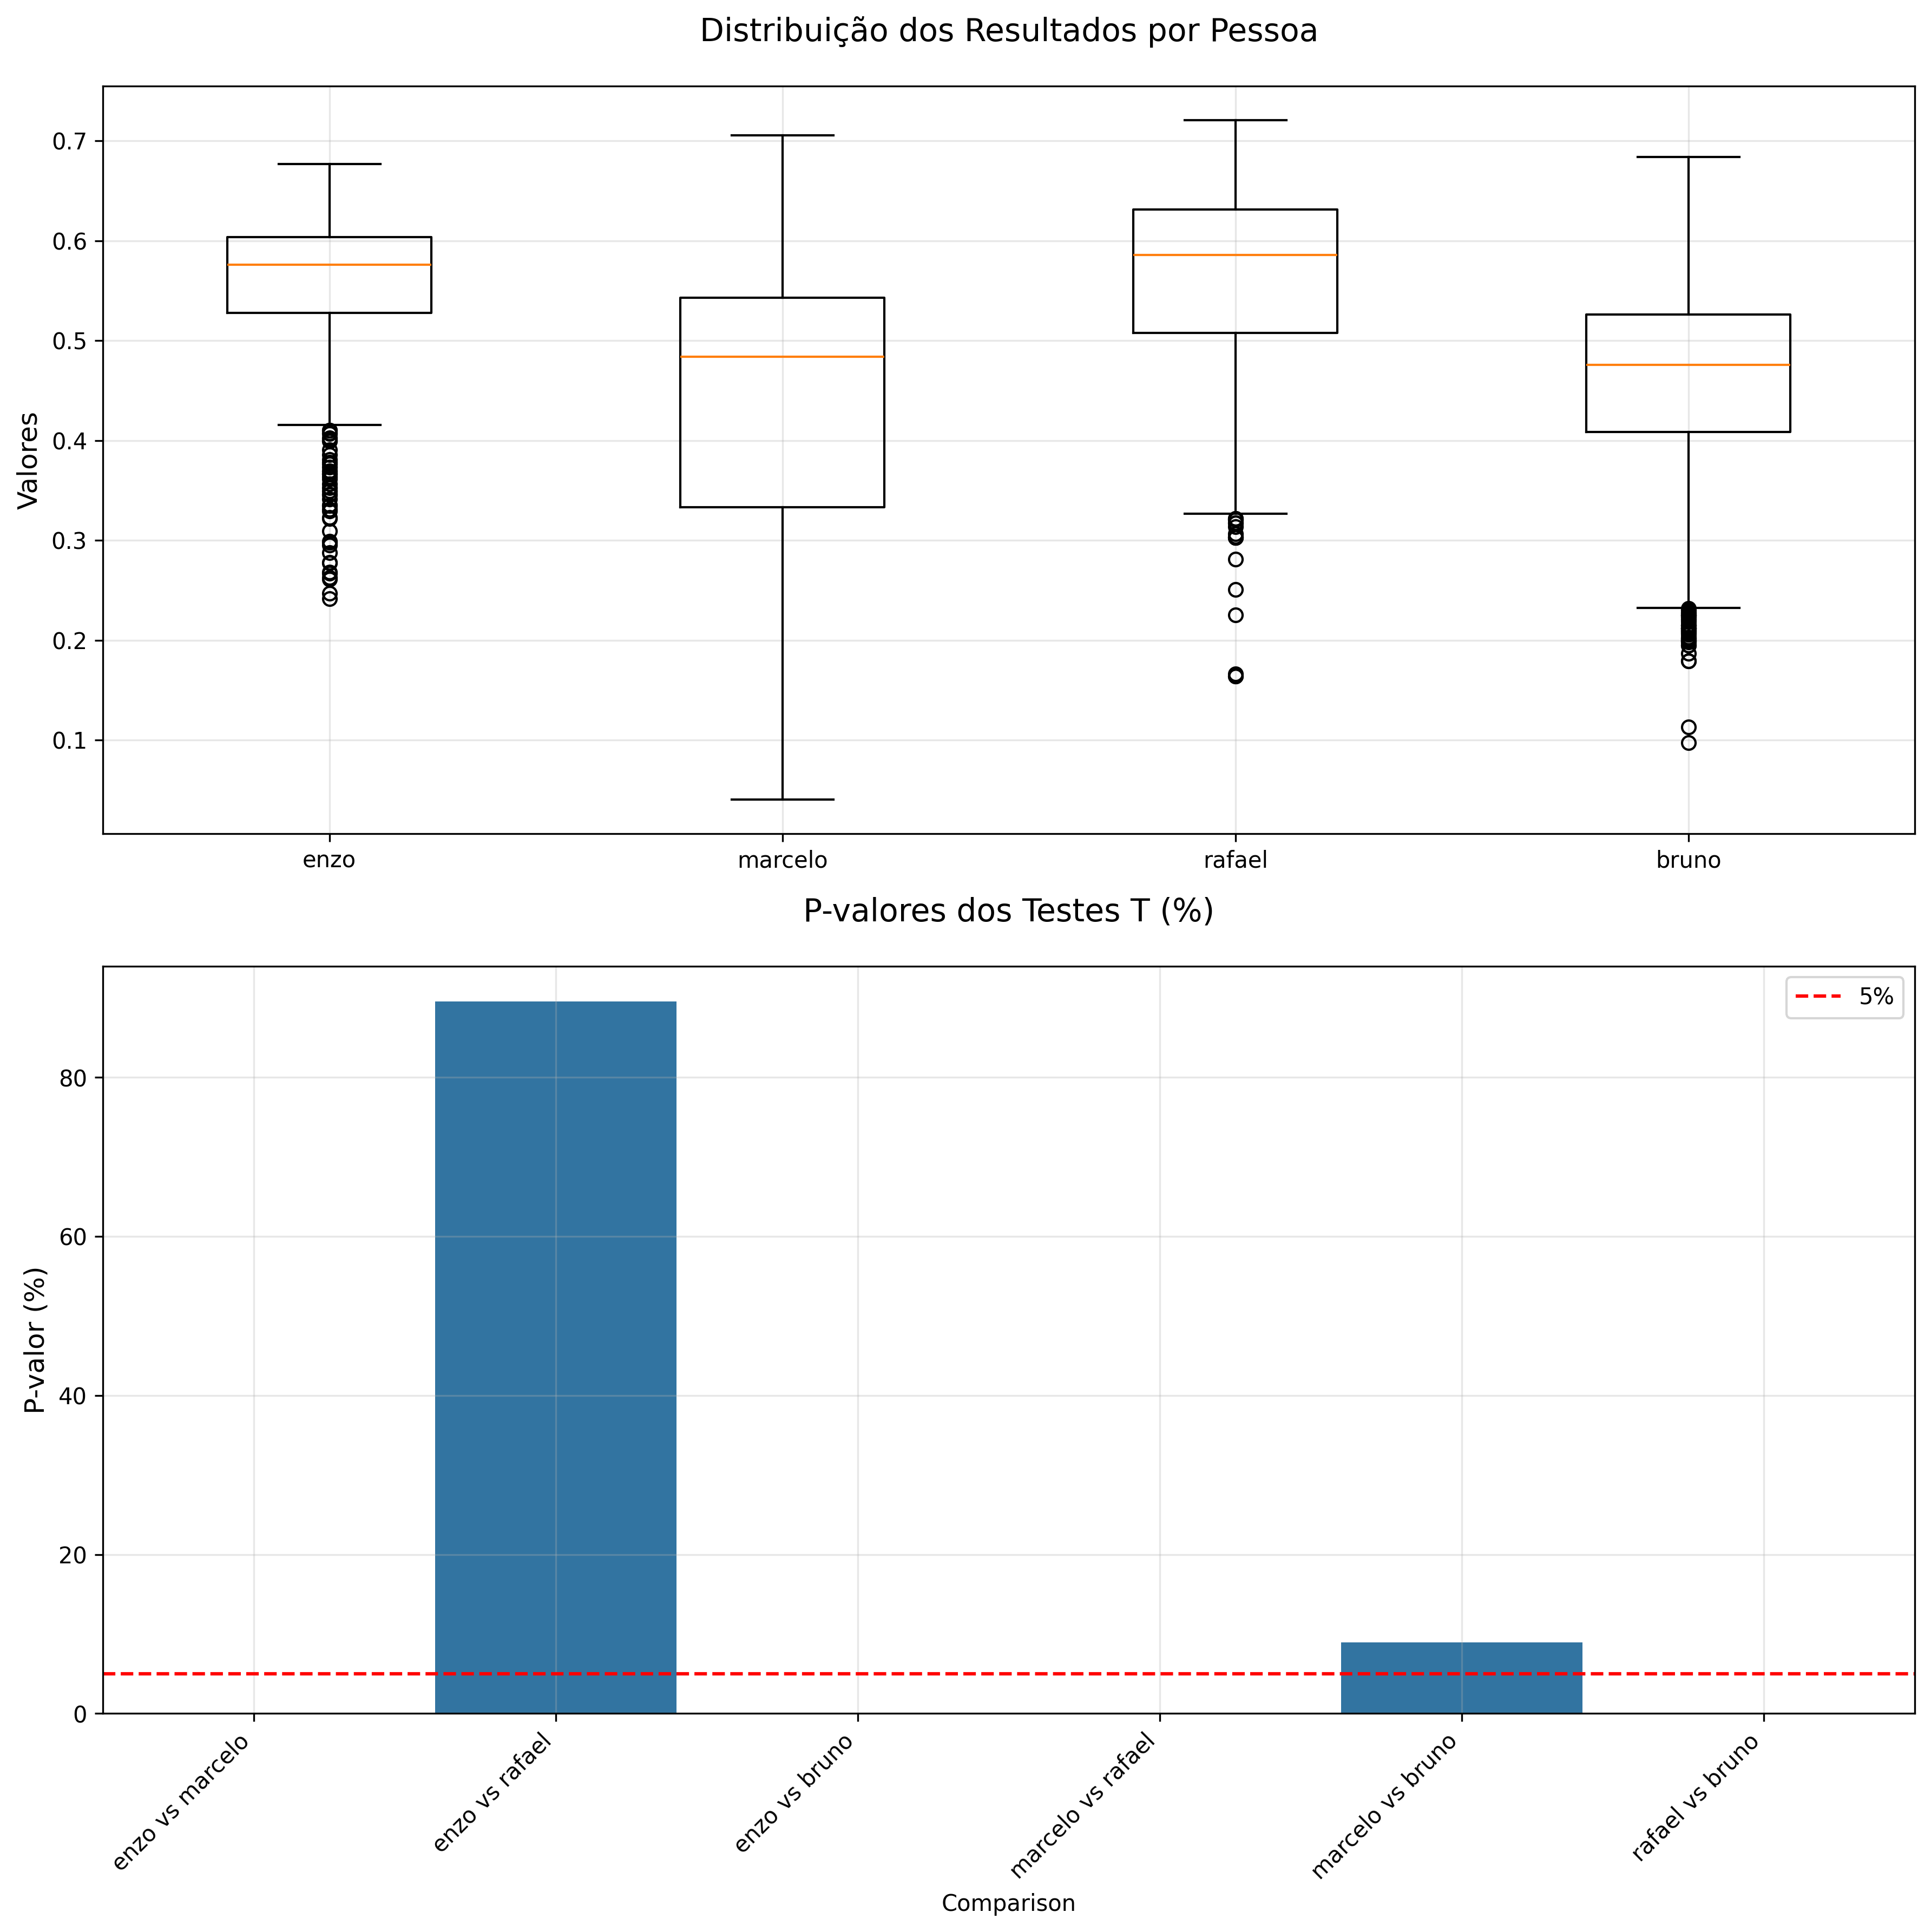 Distribuição dos Resultados por Pessoa
Valores
0.7
0.6
0.5
0.4
0.3
0.2
0.1
enzo
marcelo
rafael
bruno
P-valores dos Testes T (%)
P-valor (%)
80
60
40
20
0
5%
enzo vs marcelo
enzo vs rafael
enzo vs bruno
marcelo vs rafael
marcelo vs bruno
rafael vs bruno
Comparison